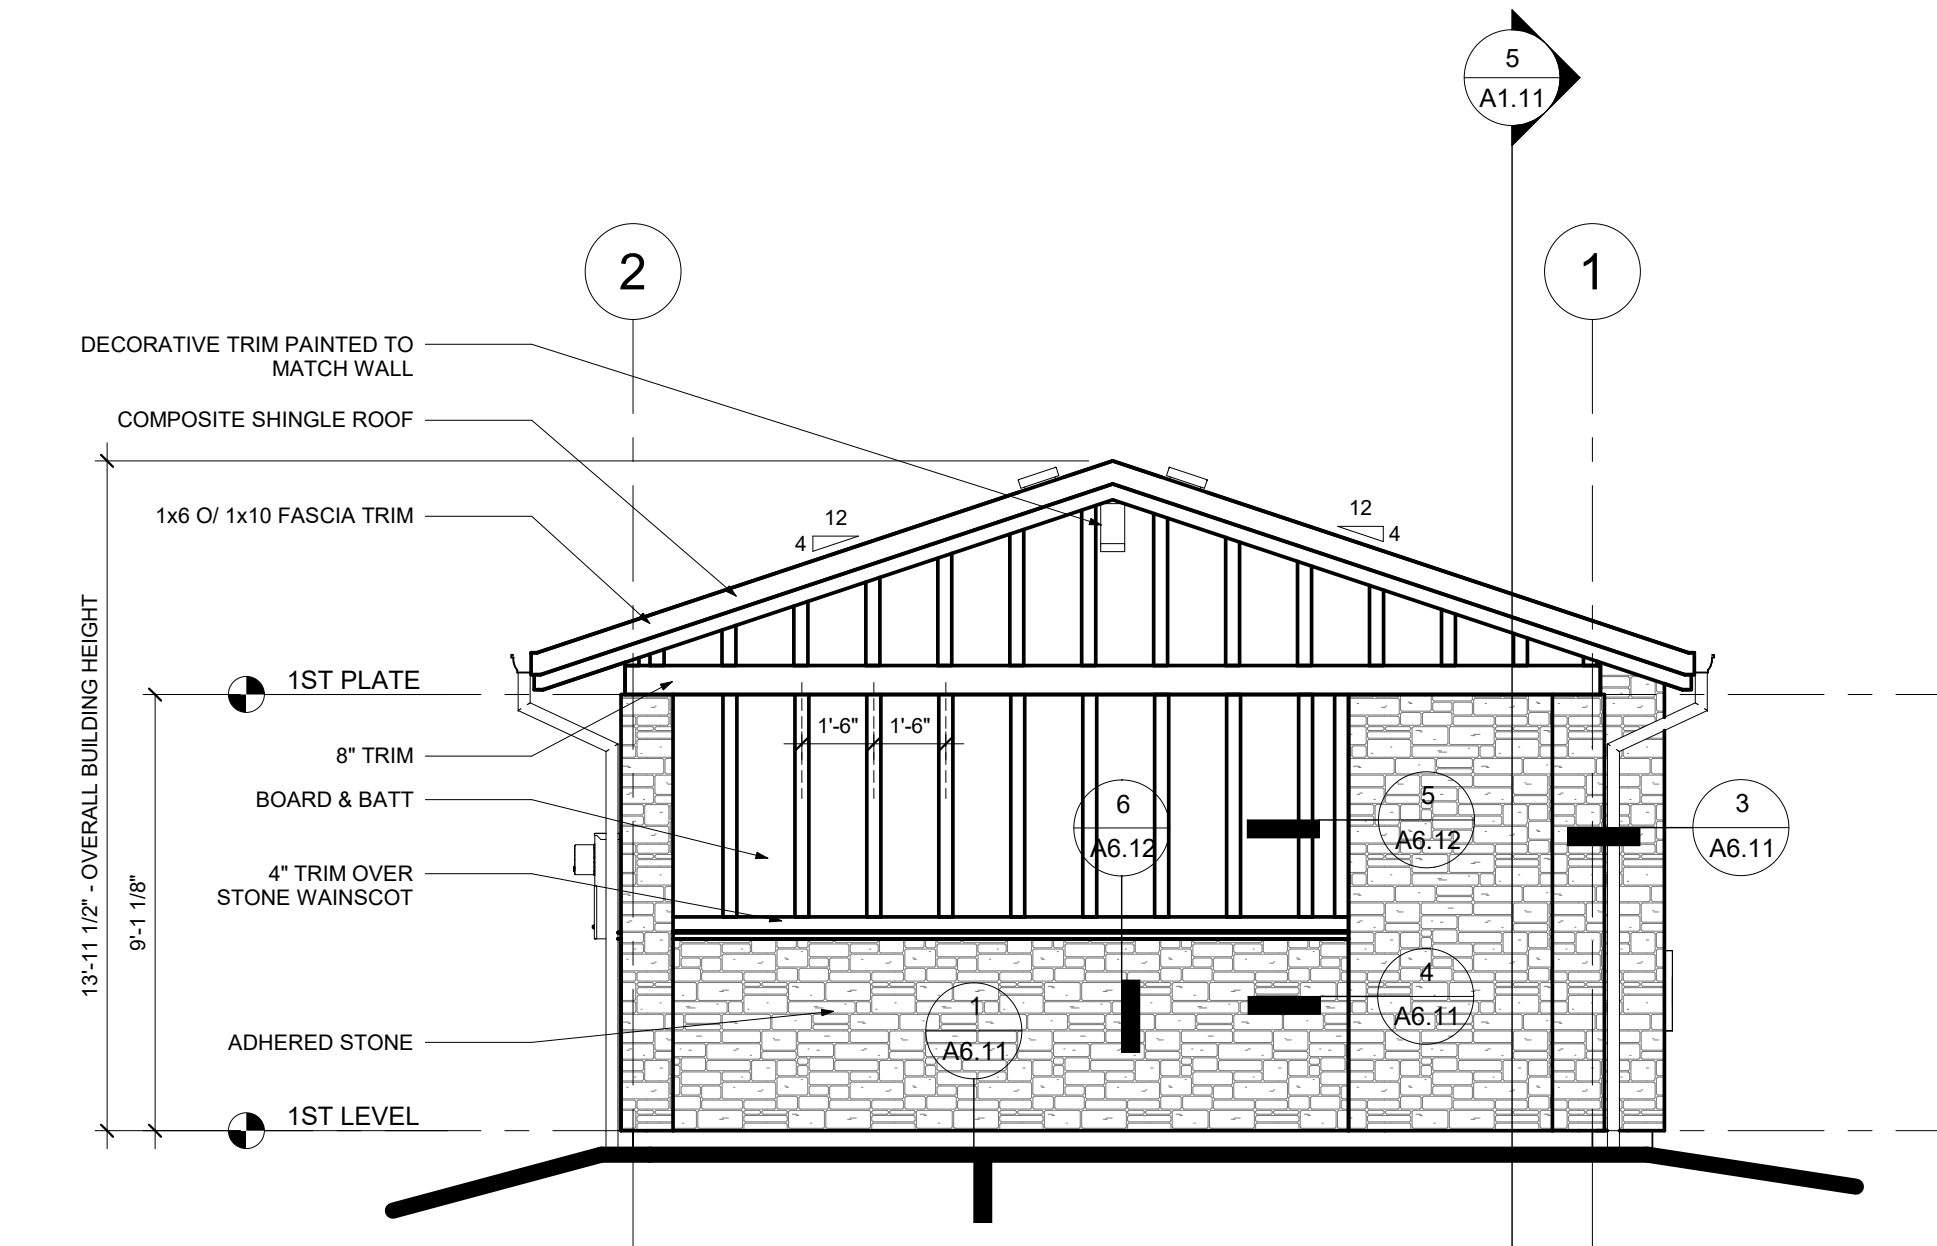 5
A1.11
2
1
DECORATIVE TRIM PAINTED TO
MATCH WALL
COMPOSITE SHINGLE ROOF
1x6 O/ 1x10 FASCIA TRIM
12
4
12
4
13'-11 1/2" - OVERALL BUILDING HEIGHT
9'-1 1/8"
1ST PLATE
8" TRIM
1'-6"
1'-6"
BOARD & BATT
4" TRIM OVER
STONE WAINSCOT
6
A6.12
5
A6.12
3
A6.11
4
A6.11
1
A6.11
ADHERED STONE
1ST LEVEL